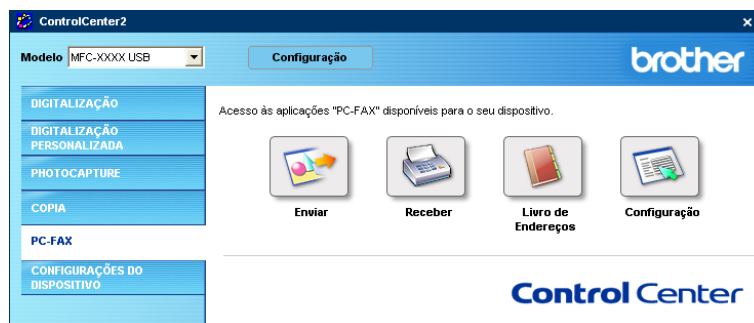 ControlCenter2
Modelo MFC-XXXX USB Configuração brother
DIGITALIZAÇÃO
DIGITALIZAÇÃO
PERSONALIZADA
PHOTOCAPTURE
COPIA
PC-FAX
CONFIGURAÇÕES DO
DISPOSITIVO
Acesso às aplicações "PC-FAX" disponíveis para o seu dispositivo.
Enviar
Receber
Livro de
Endereços
Configuração
Control Center